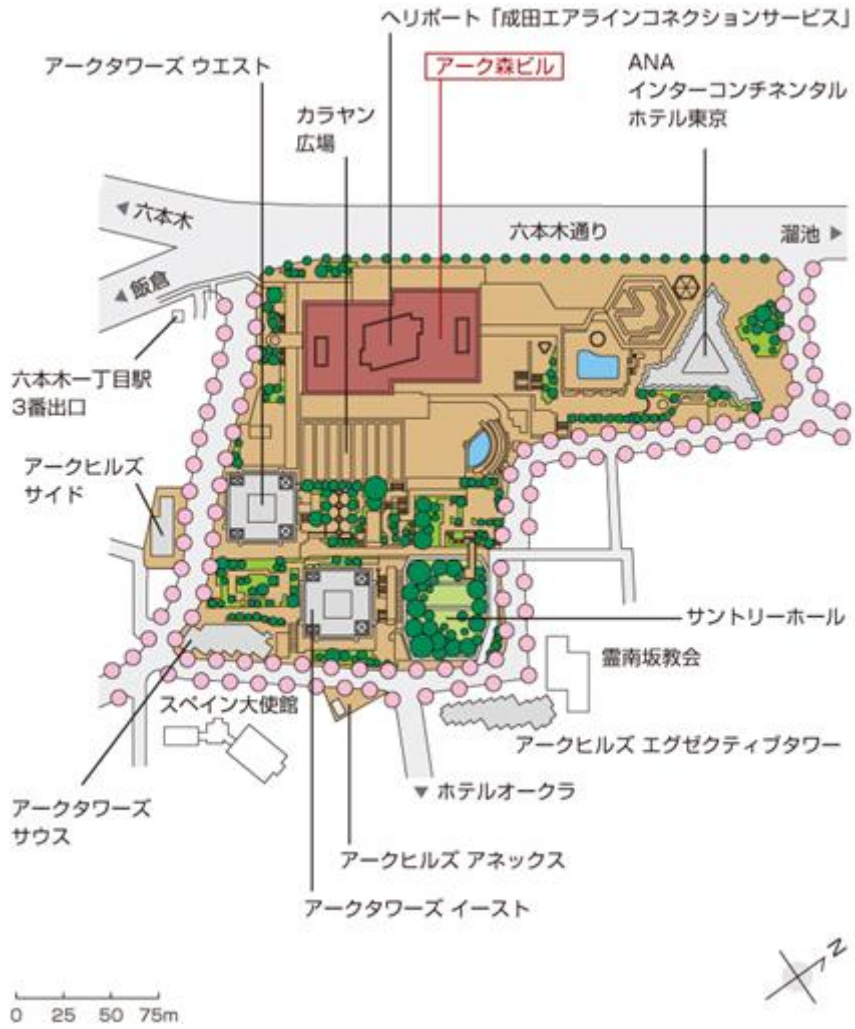 ヘリポート「成田エアラインコネクションサービス」
アークタワーズ ウエスト
アーク森ビル
ANA
インターコンチネンタル
ホテル東京
カラヤン
広場
◀ 六本木
六本木通り
溜池 ▶
◀ 飯倉
六本木一丁目駅
3番出口
アークヒルズ
サイド
サントリーホール
霊南坂教会
スペイン大使館
アークヒルズ エグゼクティブタワー
▼ ホテルオークラ
アークタワーズ
サウス
アークヒルズ アネックス
アークタワーズ イースト
N
0 25 50 75m